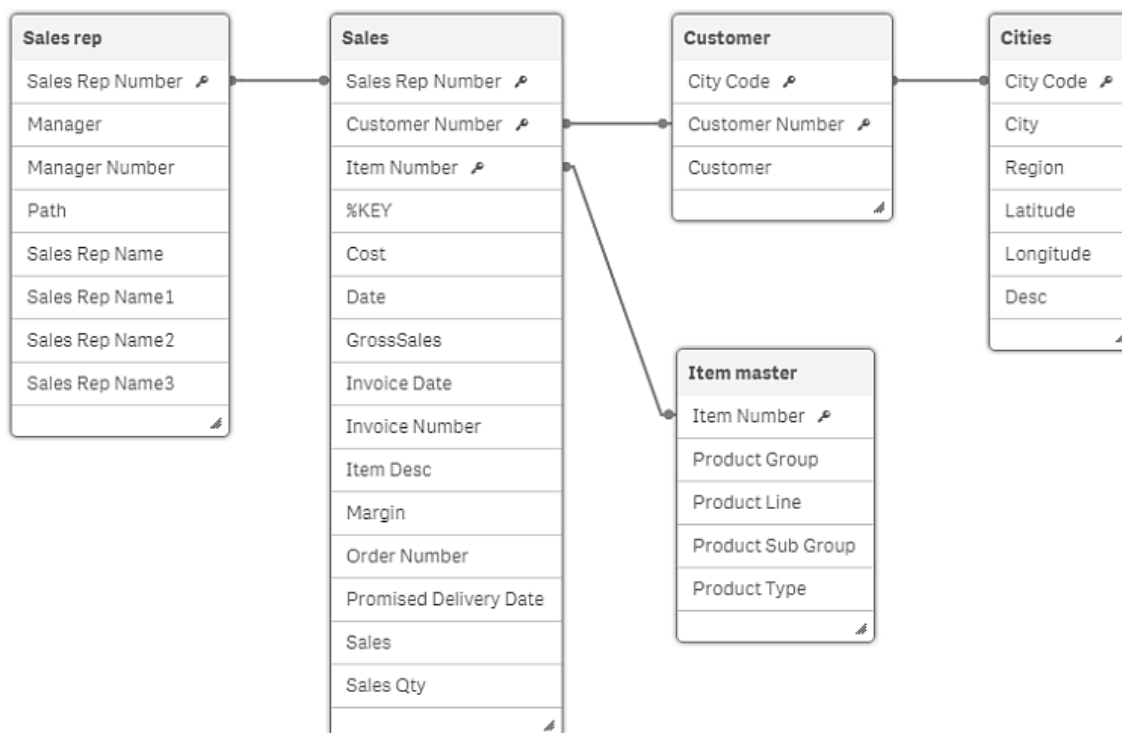 Sales rep
Sales Rep Number
Manager
Manager Number
Path
Sales Rep Name
Sales Rep Name1
Sales Rep Name2
Sales Rep Name3
Sales
Sales Rep Number
Customer Number
Item Number
%KEY
Cost
Date
GrossSales
Invoice Date
Invoice Number
Item Desc
Margin
Order Number
Promised Delivery Date
Sales
Sales Qty
Customer
City Code
Customer Number
Customer
Item master
Item Number
Product Group
Product Line
Product Sub Group
Product Type
Cities
City Code
City
Region
Latitude
Longitude
Desc